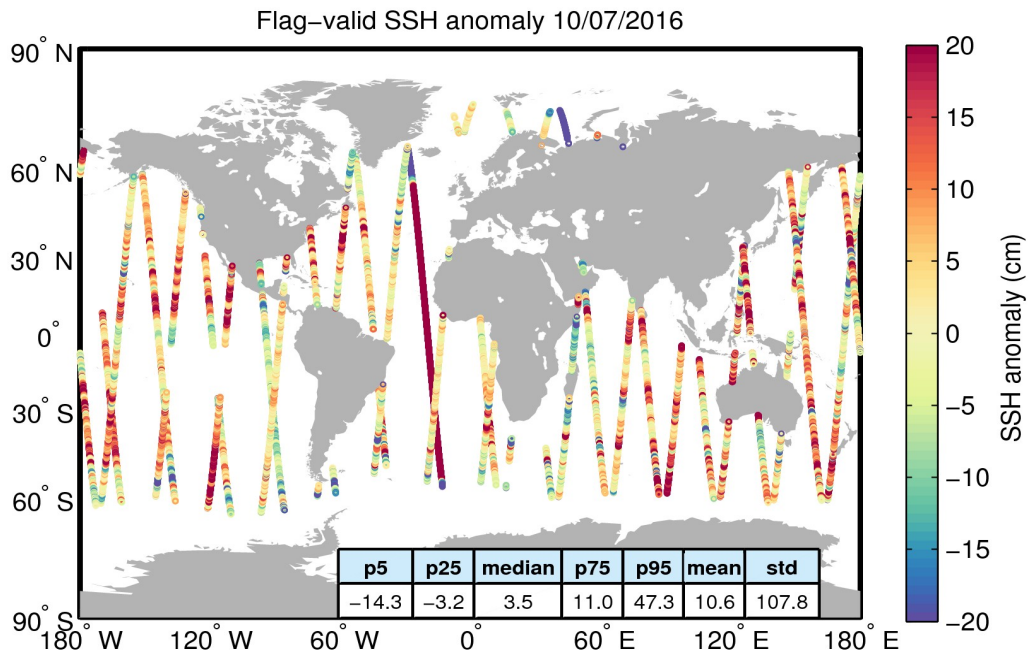 Flag−valid SSH anomaly 10/07/2016
90° N
60° N
30° N
0°
30° S
60° S
90° S
180° W 120° W 60° W 0° 60° E 120° E 180° E
p5 p25 median p75 p95 mean std
−14.3 −3.2 3.5 11.0 47.3 10.6 107.8
20
15
10
5
0
−5
−10
−15
−20
SSH anomaly (cm)